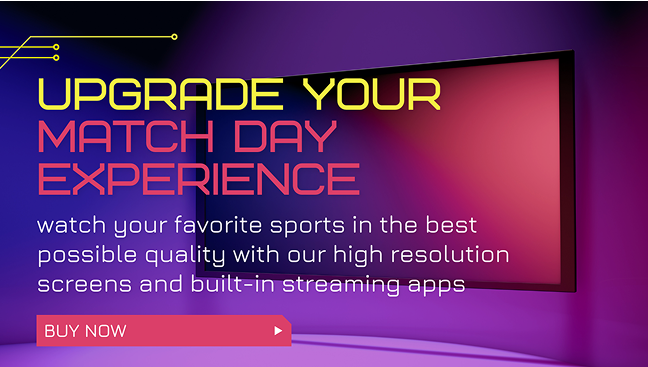 UPGRADE YOUR
MATCH DAY
EXPERIENCE
watch your favorite sports in the best
possible quality with our high resolution
screens and built-in streaming apps
BUY NOW